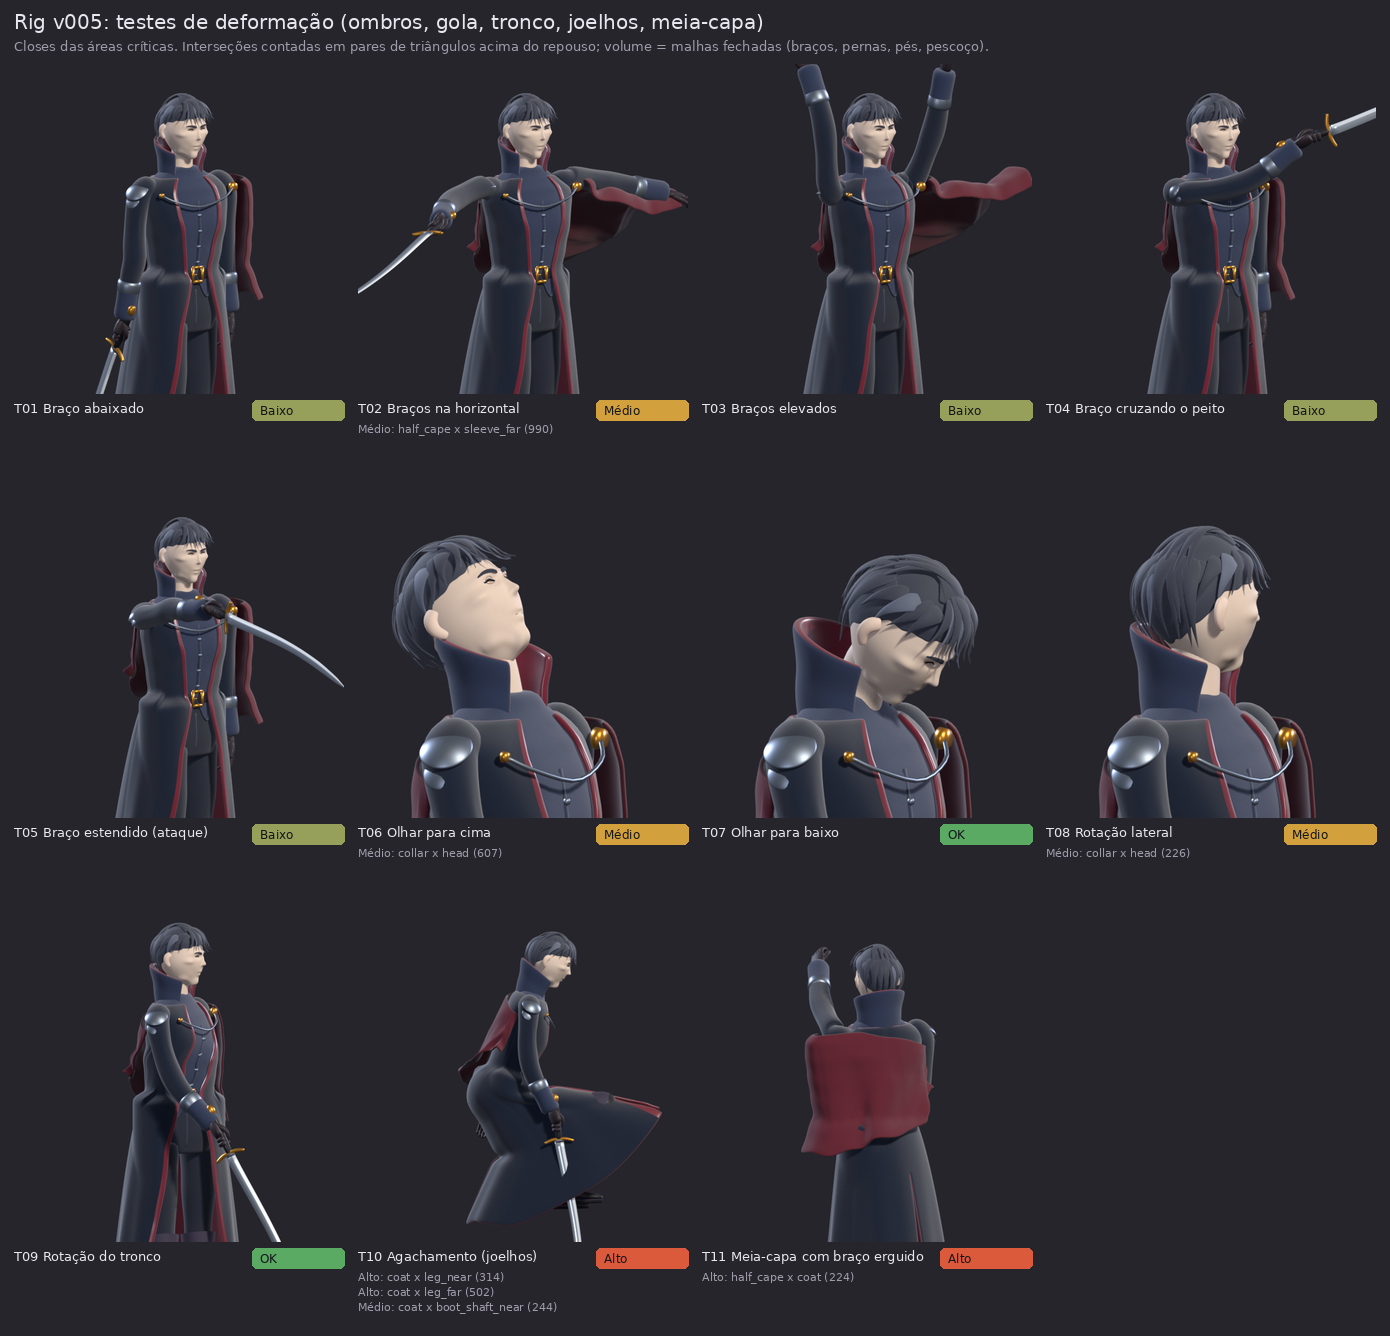 Rig v005: testes de deformação (ombros, gola, tronco, joelhos, meia-capa)
Closes das áreas críticas. Interseções contadas em pares de triângulos acima do repouso; volume = malhas fechadas (braços, pernas, pés, pescoço).
T01 Braço abaixado
Baixo
T02 Braços na horizontal
Médio
Médio: half_cape x sleeve_far (990)
T03 Braços elevados
Baixo
T04 Braço cruzando o peito
Baixo
T05 Braço estendido (ataque)
Baixo
T06 Olhar para cima
Médio
Médio: collar x head (607)
T07 Olhar para baixo
OK
T08 Rotação lateral
Médio
Médio: collar x head (226)
T09 Rotação do tronco
OK
T10 Agachamento (joelhos)
Alto
Alto: coat x leg_near (314)
Alto: coat x leg_far (502)
Médio: coat x boot_shaft_near (244)
T11 Meia-capa com braço erguido
Alto
Alto: half_cape x coat (224)